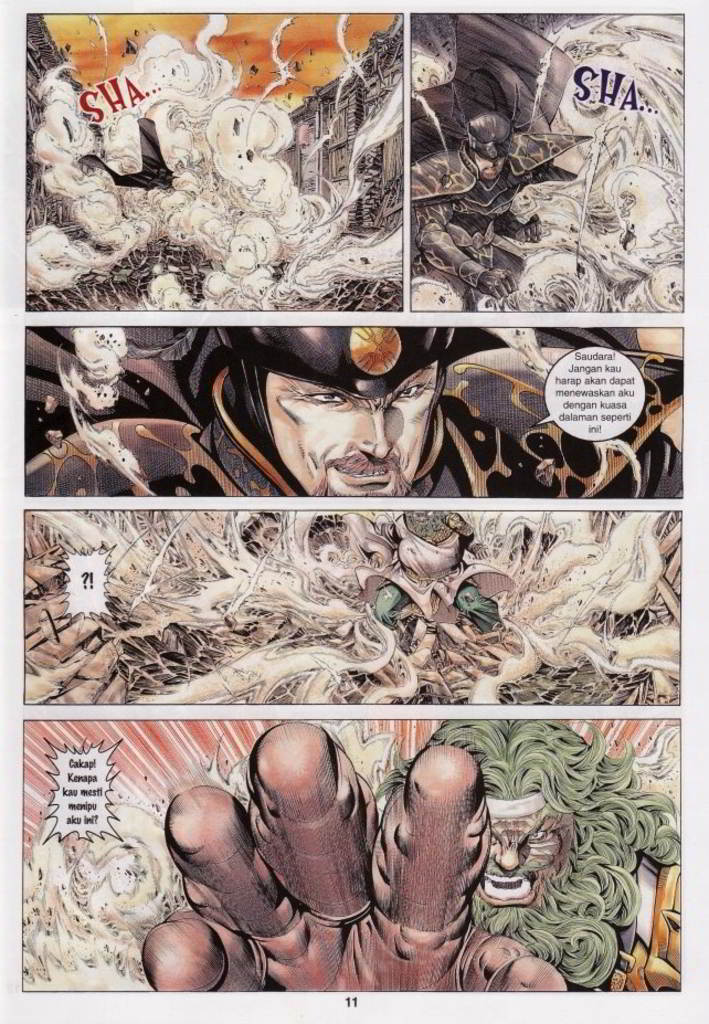 SHA...
SHA...
Saudara!
Jangan kau
harap akan dapat
menewaskan aku
dengan kuasa
dalaman seperti
ini!
?!
Cakap!
Kenapa
kau mesti
menipu
aku ini?
11